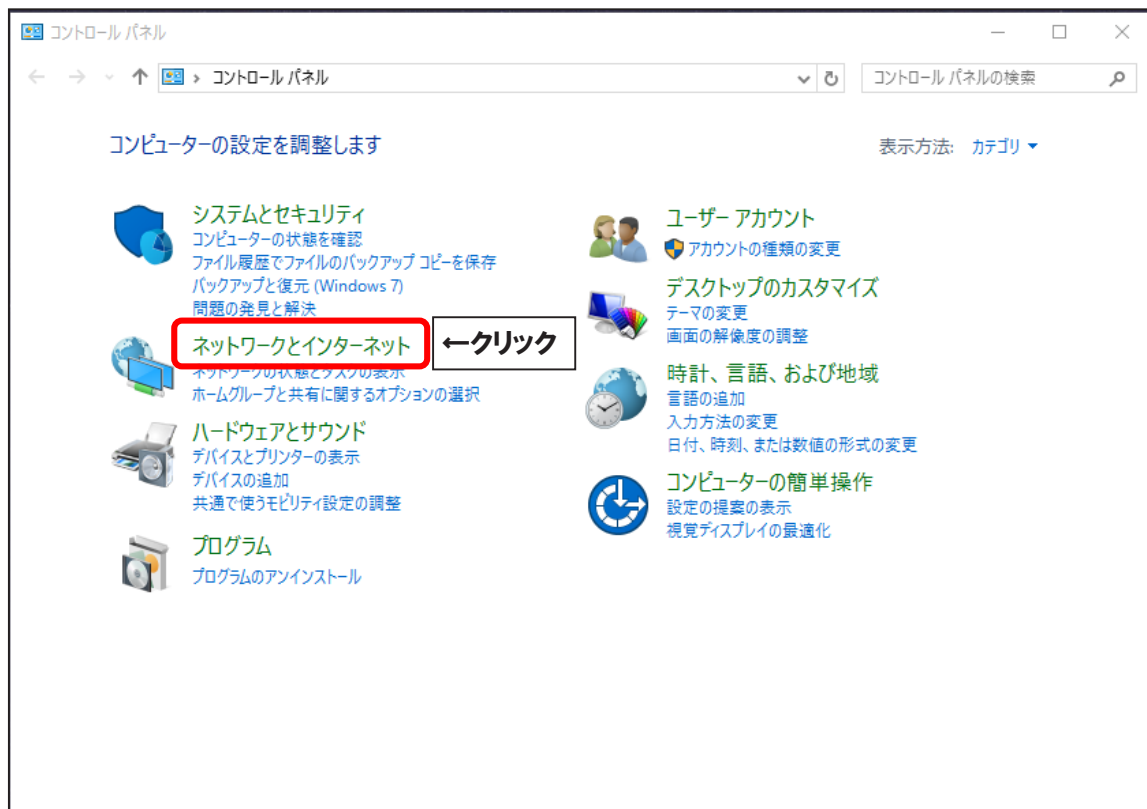 コントロール パネル
コントロール パネル
コントロール パネルの検索
コンピューターの設定を調整します
表示方法: カテゴリ
システムとセキュリティ
コンピューターの状態を確認
ファイル履歴でファイルのバックアップ コピーを保存
バックアップと復元 (Windows 7)
問題の発見と解決
ネットワークとインターネット
←クリック
ネットワークの状態とタスクの表示
ホームグループと共有に関するオプションの選択
ハードウェアとサウンド
デバイスとプリンターの表示
デバイスの追加
共通で使うモビリティ設定の調整
プログラム
プログラムのアンインストール
ユーザー アカウント
アカウントの種類の変更
デスクトップのカスタマイズ
テーマの変更
画面の解像度の調整
時計、言語、および地域
言語の追加
入力方法の変更
日付、時刻、または数値の形式の変更
コンピューターの簡単操作
設定の提案の表示
視覚ディスプレイの最適化